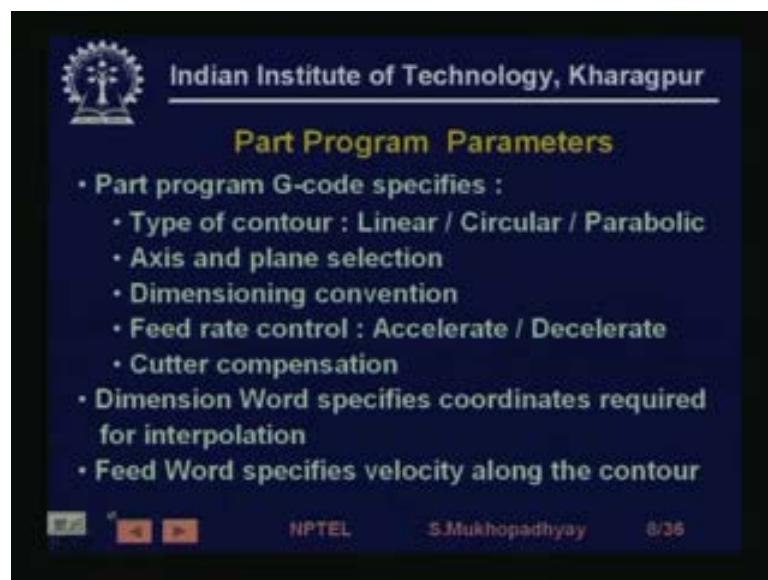 Indian Institute of Technology, Kharagpur
Part Program Parameters
• Part program G-code specifies :
• Type of contour : Linear / Circular / Parabolic
• Axis and plane selection
• Dimensioning convention
• Feed rate control : Accelerate / Decelerate
• Cutter compensation
• Dimension Word specifies coordinates required
for interpolation
• Feed Word specifies velocity along the contour
NPTEL S.Mukhopadhyay 8/36